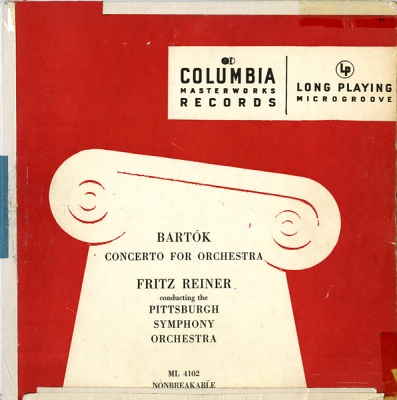 COLUMBIA
MASTERWORKS
RECORDS
LP
LONG PLAYING
MICROGROOVE
BARTÓK
CONCERTO FOR ORCHESTRA
FRITZ REINER
conducting the
PITTSBURGH
SYMPHONY
ORCHESTRA
ML 4102
NONBREAKABLE